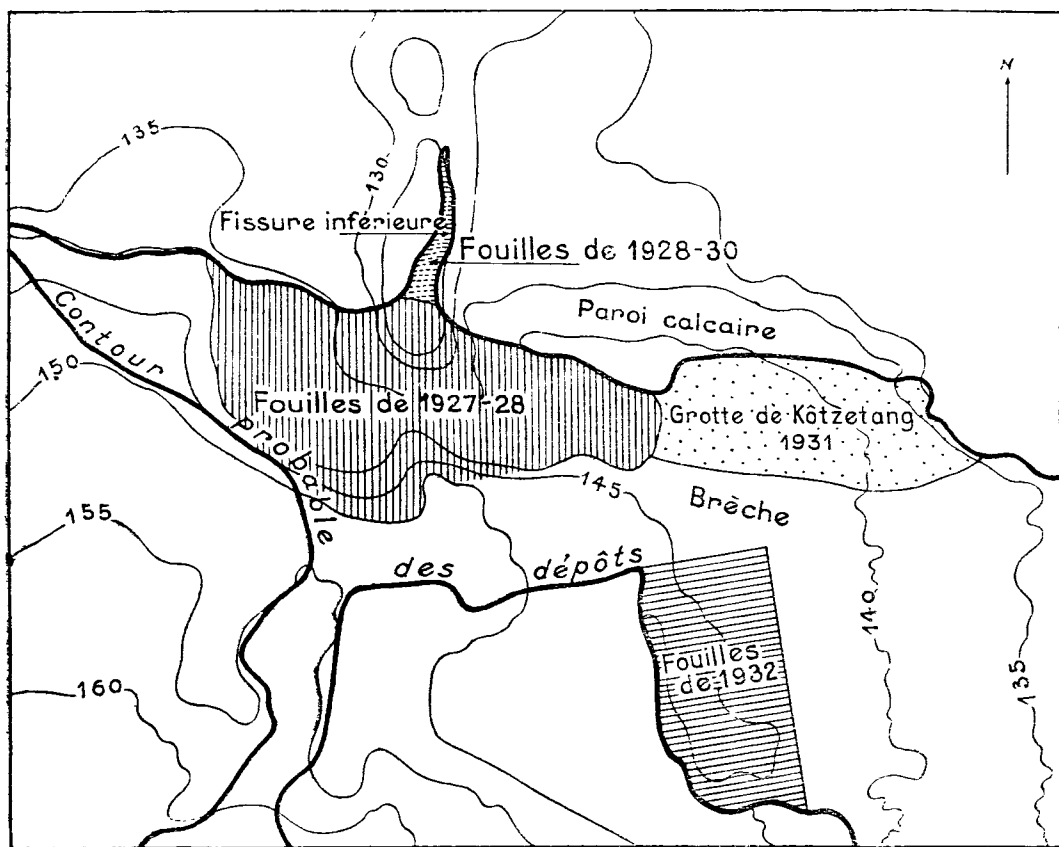 N
135
130
Fissure inférieure
Fouilles de 1928-30
Paroi calcaire
Contour probable des dépôts
150
Fouilles de 1927-28
Grotte de Kôtzetang
1931
145
Brèche
155
140
135
Fouilles
de 1932
160